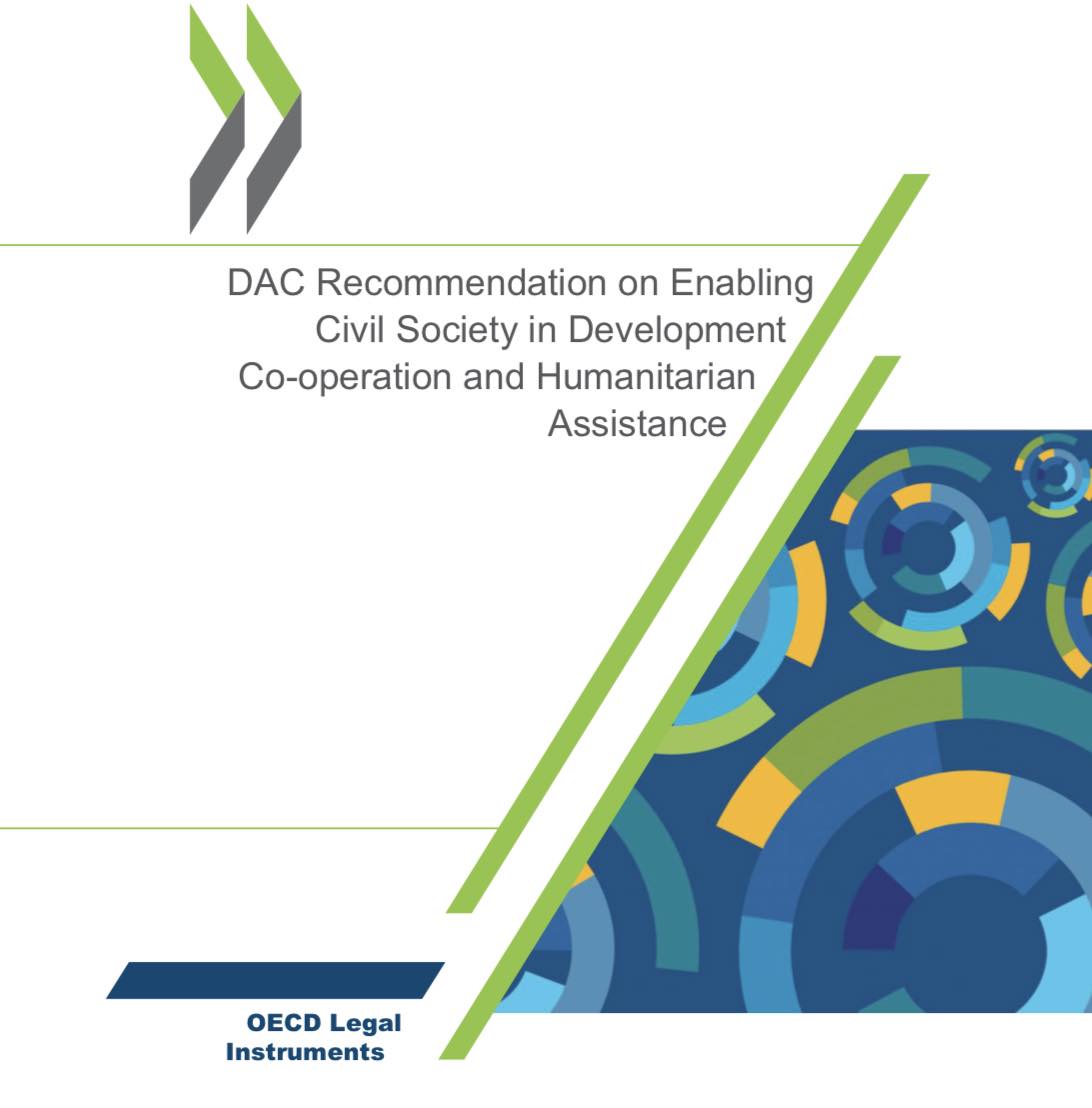 DAC Recommendation on Enabling
Civil Society in Development
Co-operation and Humanitarian
Assistance
OECD Legal
Instruments